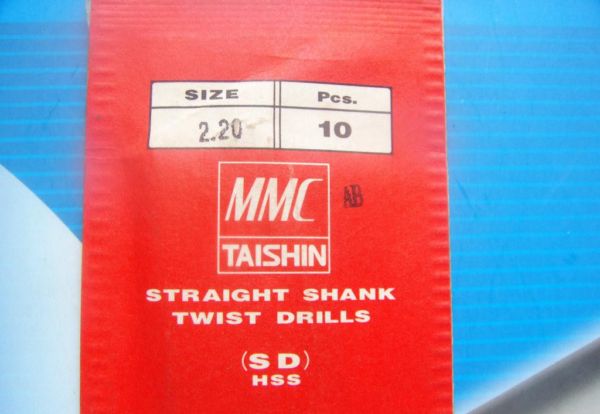 SIZE Pcs.
2.20 10
MMC
AB
TAISHIN
STRAIGHT SHANK
TWIST DRILLS
(SD)
HSS